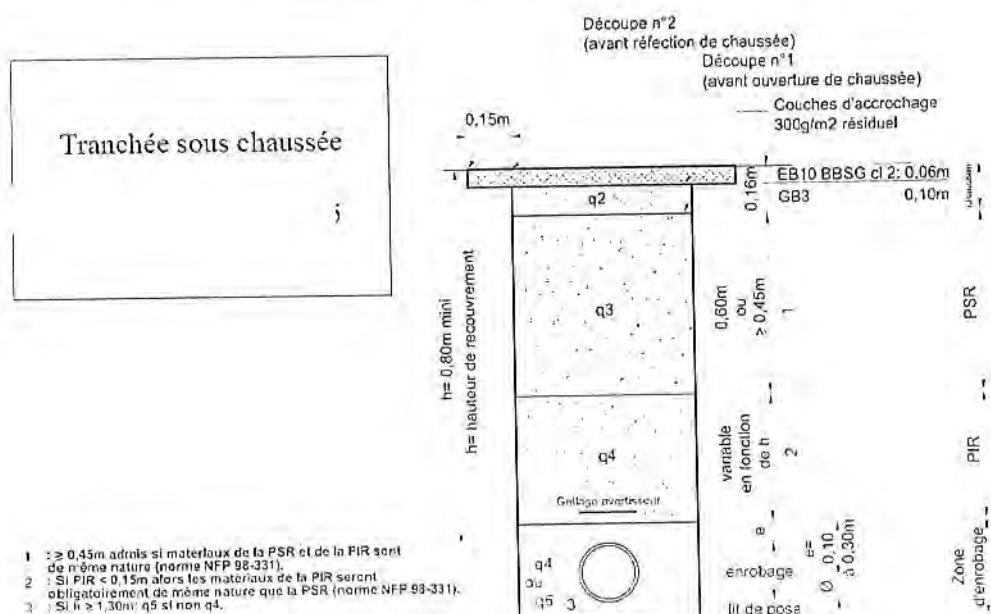 Découpe n°2
(avant réfection de chaussée)
Découpe n°1
(avant ouverture de chaussée)
Couches d'accrochage
300g/m2 résiduel
Tranchée sous chaussée
0,15m
EB10 BBSG cl 2: 0,06m
GB3 0,10m
0,16m
q2
h= 0,80m mini
h= hauteur de recouvrement
q3
0,60m
ou
≥ 0,45m
1
PSR
q4
variable
en fonction
de h
2
PIR
Grillage avertisseur
1 : ≥ 0,45m admis si materiaux de la PSR et de la PIR sont
de même nature (norme NFP 98-331).
2 : Si PIR < 0,15m alors les materiaux de la PIR seront
obligatoirement de même nature que la PSR (norme NFP 98-331).
3 : Si h ≥ 1,30m: q5 si non q4.
q4
ou
q5 3
e
enrobage
e=
0,10
à 0,30m
Ø
lit de pose
Zone
d'enrobage